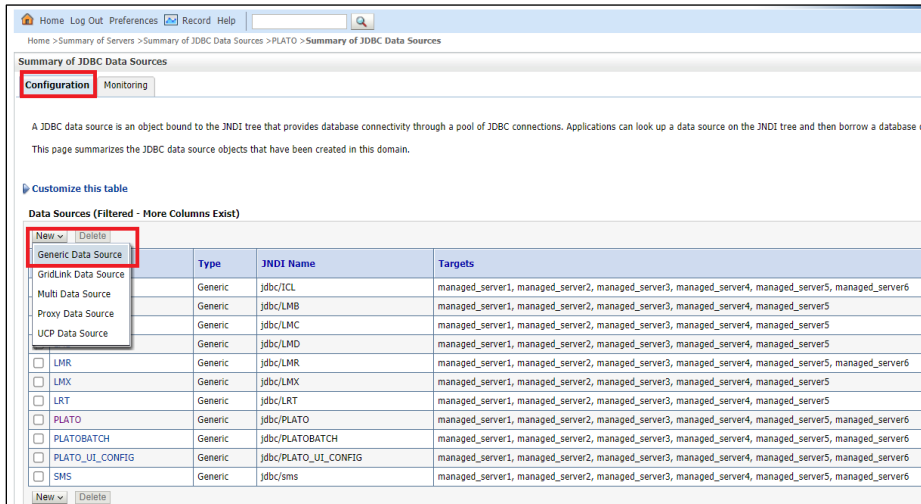 Home Log Out Preferences Record Help
Home >Summary of Servers >Summary of JDBC Data Sources >PLATO >Summary of JDBC Data Sources
Summary of JDBC Data Sources
Configuration Monitoring
A JDBC data source is an object bound to the JNDI tree that provides database connectivity through a pool of JDBC connections. Applications can look up a data source on the JNDI tree and then borrow a database
This page summarizes the JDBC data source objects that have been created in this domain.
Customize this table
Data Sources (Filtered - More Columns Exist)
New Delete
Generic Data Source
GridLink Data Source
Multi Data Source
Proxy Data Source
UCP Data Source
Type JNDI Name Targets
Generic jdbc/ICL managed_server1, managed_server2, managed_server3, managed_server4, managed_server5, managed_server6
Generic jdbc/LMB managed_server1, managed_server2, managed_server3, managed_server4, managed_server5
Generic jdbc/LMC managed_server1, managed_server2, managed_server3, managed_server4, managed_server5
Generic jdbc/LMD managed_server1, managed_server2, managed_server3, managed_server4, managed_server5
LMR Generic jdbc/LMR managed_server1, managed_server2, managed_server3, managed_server4, managed_server5, managed_server6
LMX Generic jdbc/LMX managed_server1, managed_server2, managed_server3, managed_server4, managed_server5
LRT Generic jdbc/LRT managed_server1, managed_server2, managed_server3, managed_server4, managed_server5
PLATO Generic jdbc/PLATO managed_server1, managed_server2, managed_server3, managed_server4, managed_server5, managed_server6
PLATOBATCH Generic jdbc/PLATOBATCH managed_server1, managed_server2, managed_server3, managed_server4, managed_server5, managed_server6
PLATO_UI_CONFIG Generic jdbc/PLATO_UI_CONFIG managed_server1, managed_server2, managed_server3, managed_server4, managed_server5, managed_server6
SMS Generic jdbc/sms managed_server1, managed_server2, managed_server3, managed_server4, managed_server5, managed_server6
New Delete